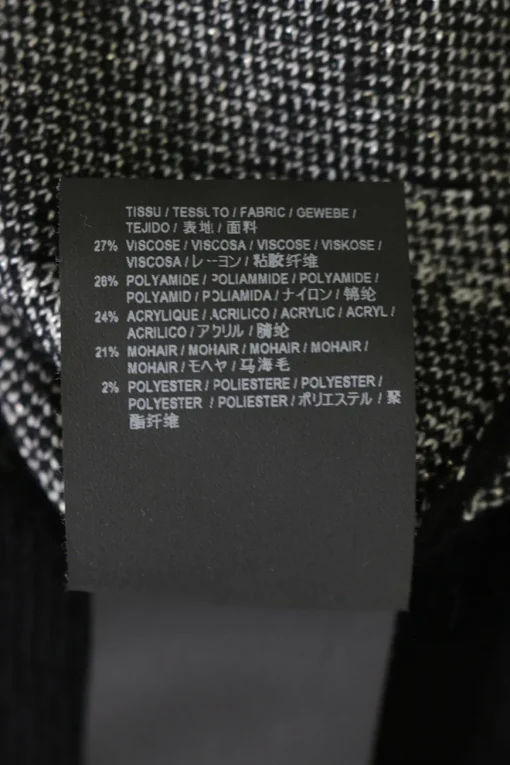 TISSU / TESSUTO / FABRIC / GEWEBE /
TEJIDO / 表地 / 面料
27% VISCOSE / VISCOSA / VISCOSE / VISKOSE /
VISCOSA / レーヨン / 粘胶纤维
26% POLYAMIDE / POLIAMMIDE / POLYAMIDE /
POLYAMID / POLIAMIDA / ナイロン / 锦纶
24% ACRYLIQUE / ACRILICO / ACRYLIC / ACRYL /
ACRILICO / アクリル / 腈纶
21% MOHAIR / MOHAIR / MOHAIR / MOHAIR /
MOHAIR / モヘヤ / 马海毛
2% POLYESTER / POLIESTERE / POLYESTER /
POLYESTER / POLIESTER / ポリエステル / 聚
酯纤维